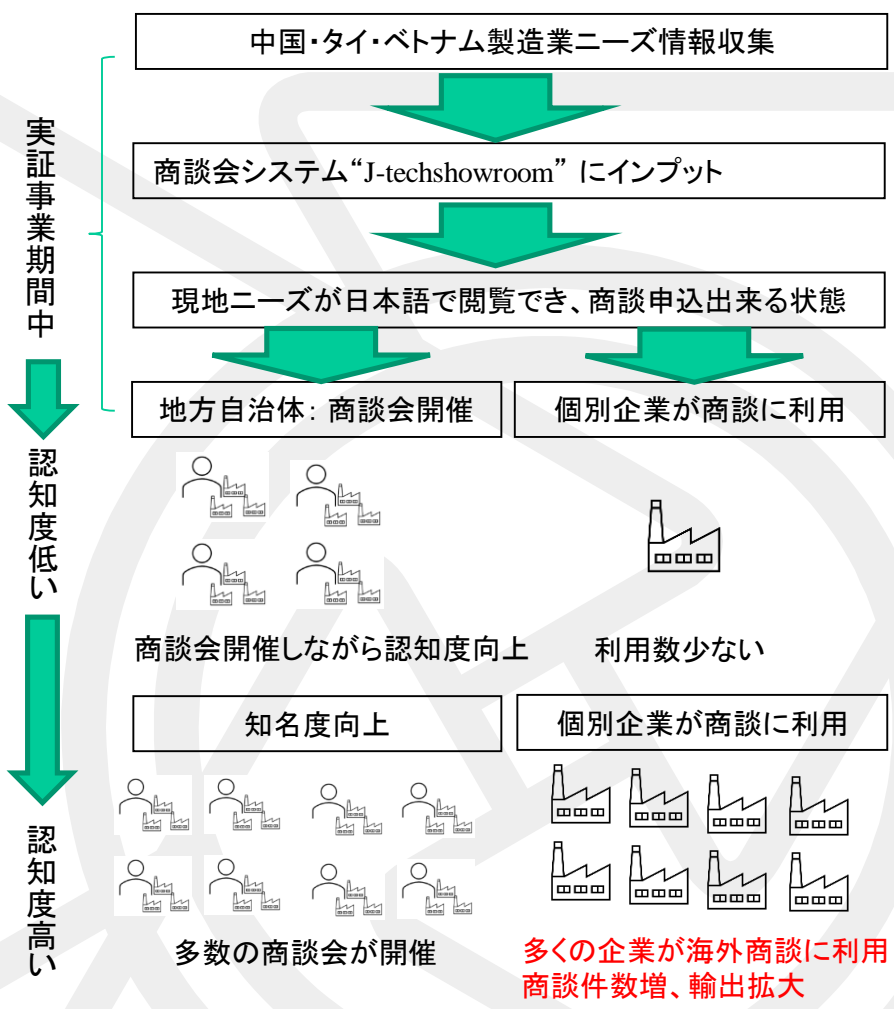 中国・タイ・ベトナム製造業ニーズ情報収集
実証事業期間中
商談会システム“J-techshowroom” にインプット
現地ニーズが日本語で閲覧でき、商談申込出来る状態
地方自治体: 商談会開催
個別企業が商談に利用
認知度低い
商談会開催しながら認知度向上
利用数少ない
知名度向上
個別企業が商談に利用
認知度高い
多数の商談会が開催
多くの企業が海外商談に利用
商談件数増、輸出拡大